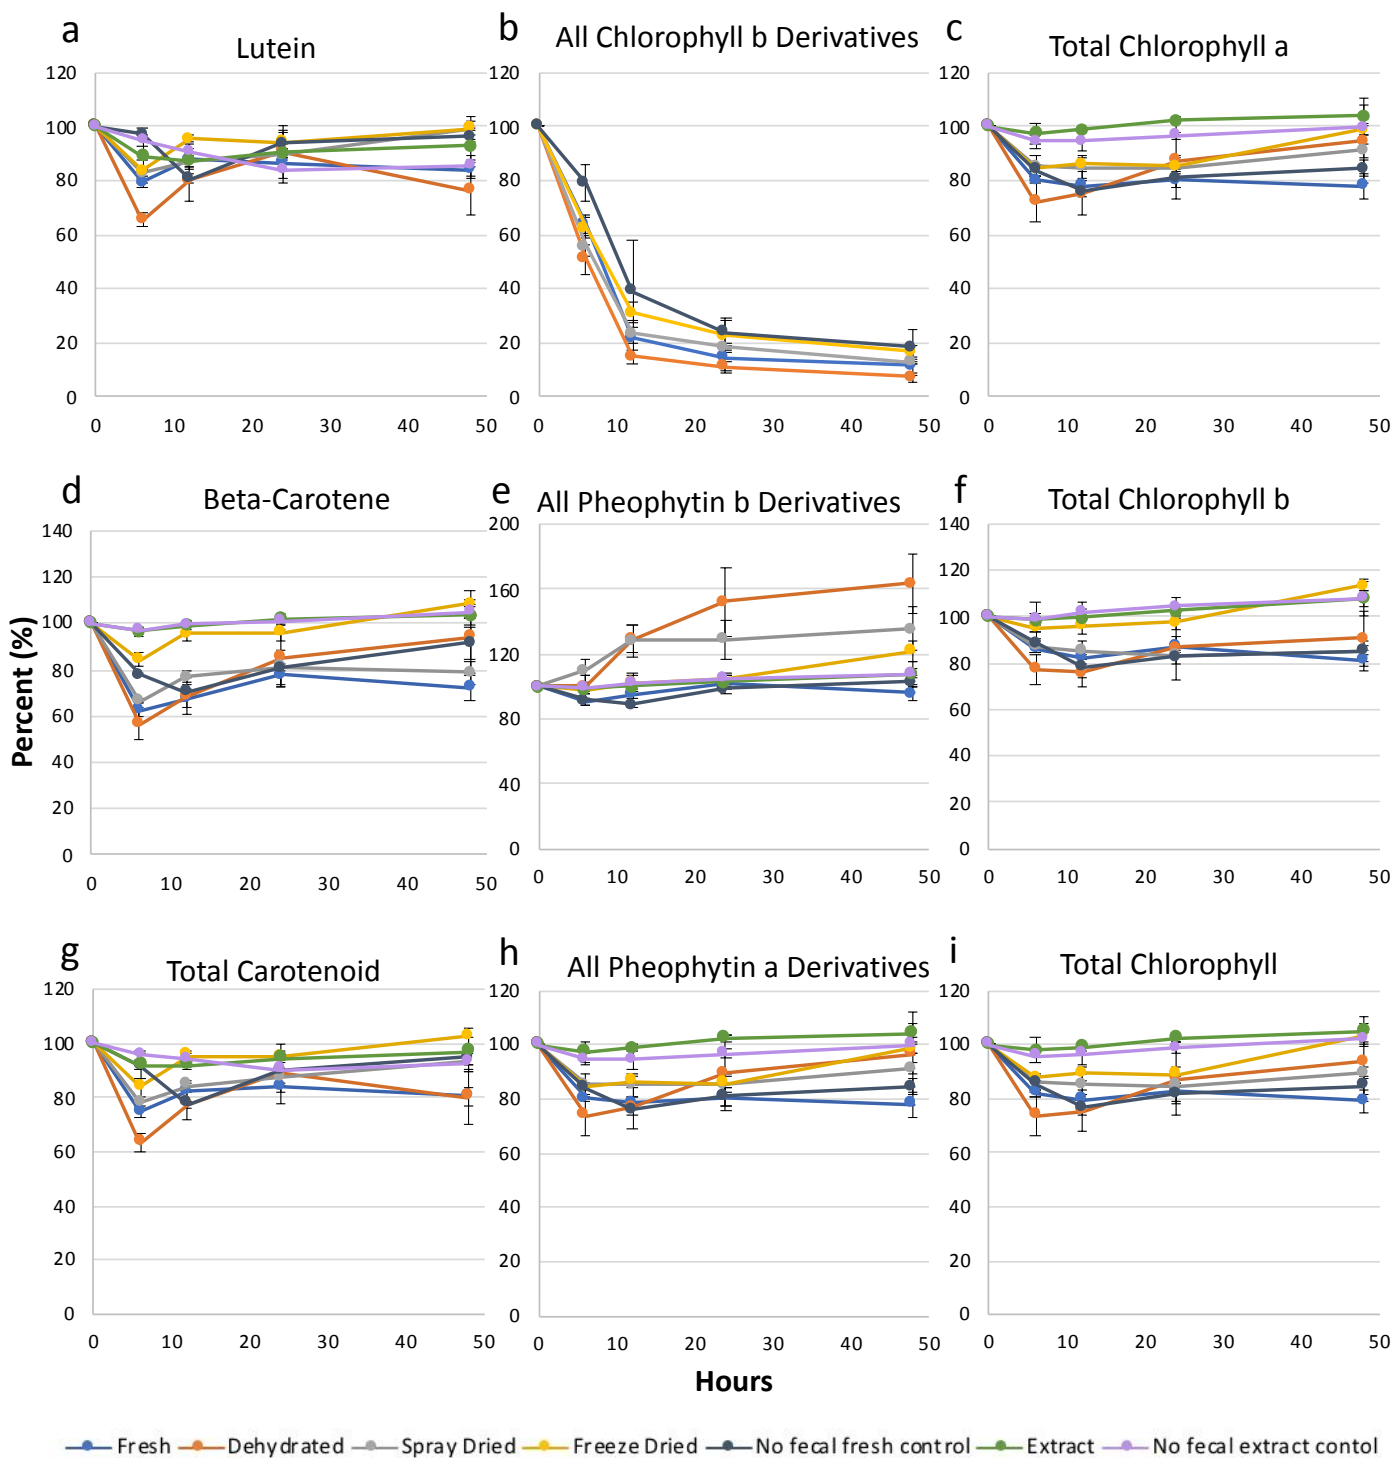 a
Lutein
120
100
80
60
40
20
0
0 10 20 30 40 50
b
All Chlorophyll b Derivatives
120
100
80
60
40
20
0
0 10 20 30 40 50
c
Total Chlorophyll a
120
100
80
60
40
20
0
0 10 20 30 40 50
d
Beta-Carotene
140
120
100
80
60
40
20
0
0 10 20 30 40 50
e
All Pheophytin b Derivatives
200
160
120
80
40
0
0 10 20 30 40 50
f
Total Chlorophyll b
140
120
100
80
60
40
20
0
0 10 20 30 40 50
Percent (%)
g
Total Carotenoid
120
100
80
60
40
20
0
0 10 20 30 40 50
h
All Pheophytin a Derivatives
120
100
80
60
40
20
0
0 10 20 30 40 50
i
Total Chlorophyll
120
100
80
60
40
20
0
0 10 20 30 40 50
Hours
Fresh Dehydrated Spray Dried Freeze Dried No fecal fresh control Extract No fecal extract contol